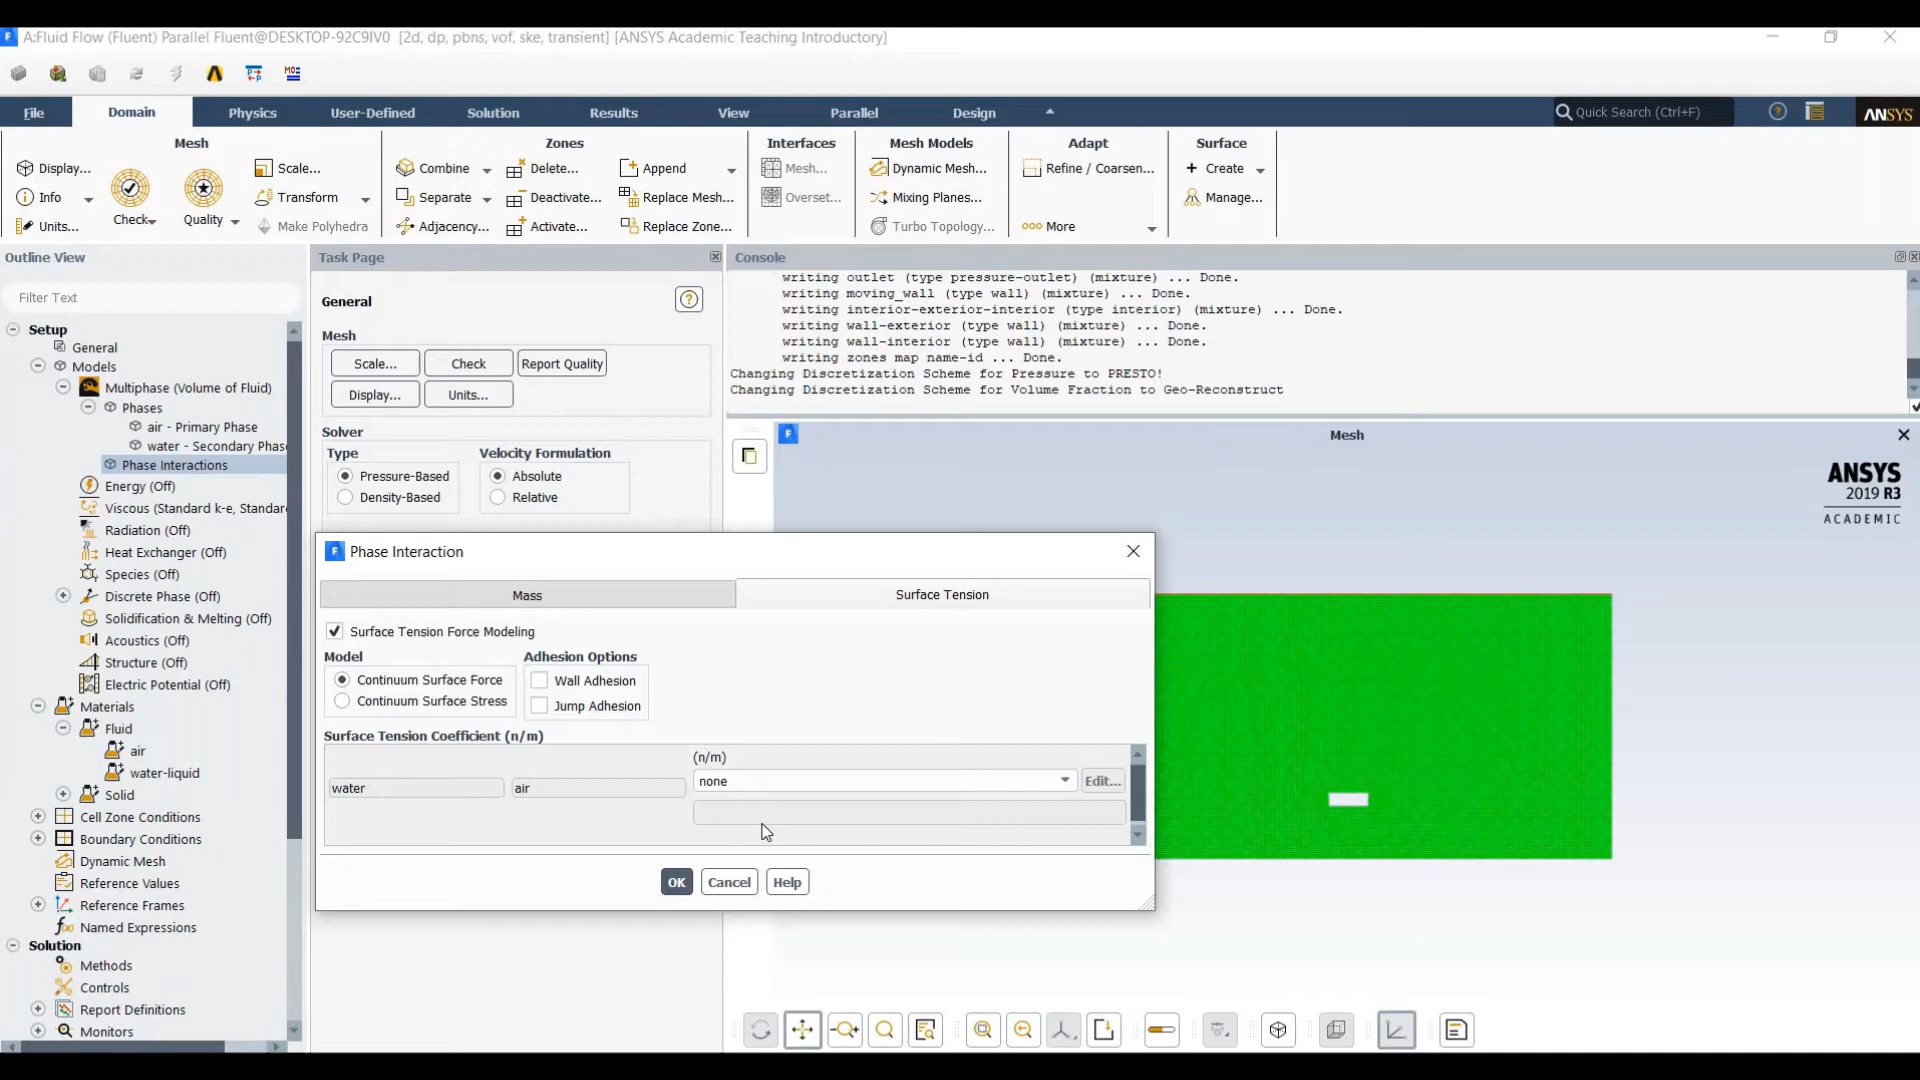 A:Fluid Flow (Fluent) Parallel Fluent@DESKTOP-92C9IV0 [2d, dp, pbns, vof, ske, transient] [ANSYS Academic Teaching Introductory]
File
Domain
Physics
User-Defined
Solution
Results
View
Parallel
Design
Quick Search (Ctrl+F)
ANSYS
Mesh
Display...
Info
Units...
Check
Quality
Scale...
Transform
Make Polyhedra
Zones
Combine
Separate
Adjacency...
Delete...
Deactivate...
Activate...
Append
Replace Mesh...
Replace Zone...
Interfaces
Mesh...
Overset...
Mesh Models
Dynamic Mesh...
Mixing Planes...
Turbo Topology...
Adapt
Refine / Coarsen...
More
Surface
Create
Manage...
Outline View
Filter Text
Setup
General
Models
Multiphase (Volume of Fluid)
Phases
air - Primary Phase
water - Secondary Phase
Phase Interactions
Energy (Off)
Viscous (Standard k-e, Standar
Radiation (Off)
Heat Exchanger (Off)
Species (Off)
Discrete Phase (Off)
Solidification & Melting (Off)
Acoustics (Off)
Structure (Off)
Electric Potential (Off)
Materials
Fluid
air
water-liquid
Solid
Cell Zone Conditions
Boundary Conditions
Dynamic Mesh
Reference Values
Reference Frames
Named Expressions
Solution
Methods
Controls
Report Definitions
Monitors
Task Page
General
Mesh
Scale...
Check
Report Quality
Display...
Units...
Solver
Type
Pressure-Based
Density-Based
Velocity Formulation
Absolute
Relative
Console
writing outlet (type pressure-outlet) (mixture) ... Done.
writing moving_wall (type wall) (mixture) ... Done.
writing interior-exterior-interior (type interior) (mixture) ... Done.
writing wall-exterior (type wall) (mixture) ... Done.
writing wall-interior (type wall) (mixture) ... Done.
writing zones map name-id ... Done.
Changing Discretization Scheme for Pressure to PRESTO!
Changing Discretization Scheme for Volume Fraction to Geo-Reconstruct
Mesh
ANSYS
2019 R3
ACADEMIC
Phase Interaction
Mass
Surface Tension
Surface Tension Force Modeling
Model
Continuum Surface Force
Continuum Surface Stress
Adhesion Options
Wall Adhesion
Jump Adhesion
Surface Tension Coefficient (n/m)
(n/m)
water
air
none
Edit...
OK
Cancel
Help